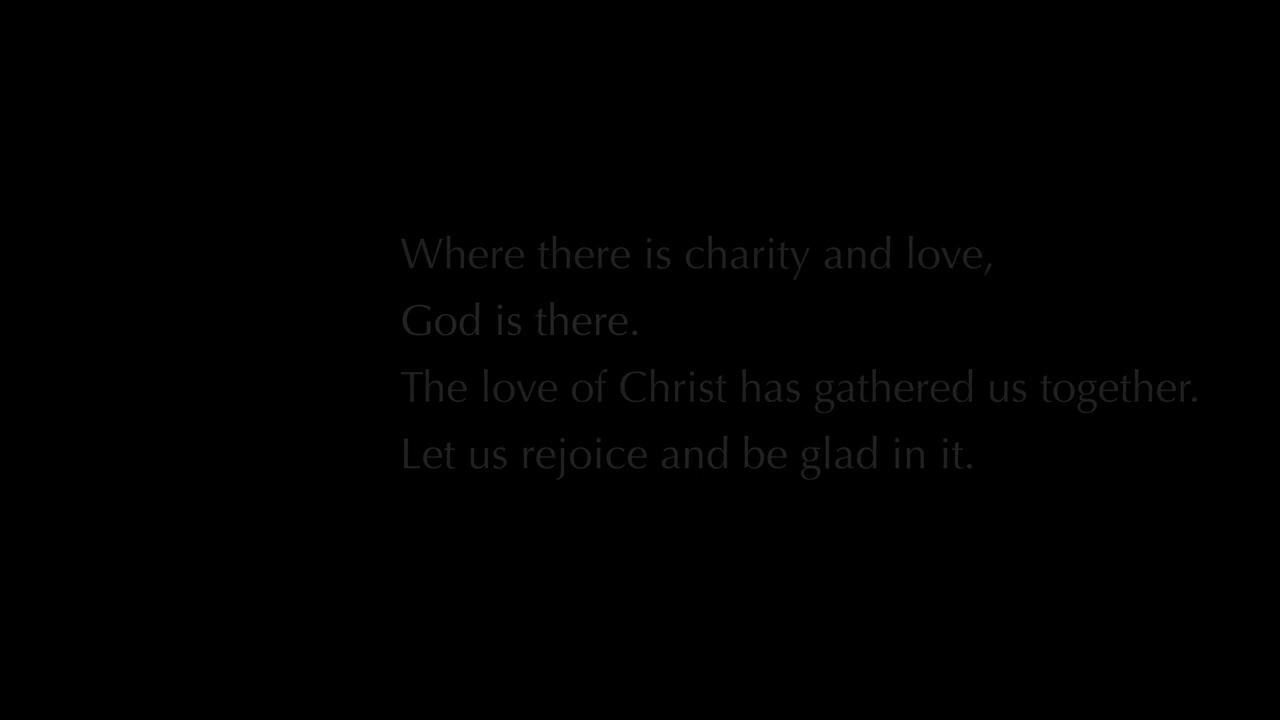 Where there is charity and love,
God is there.
The love of Christ has gathered us together.
Let us rejoice and be glad in it.